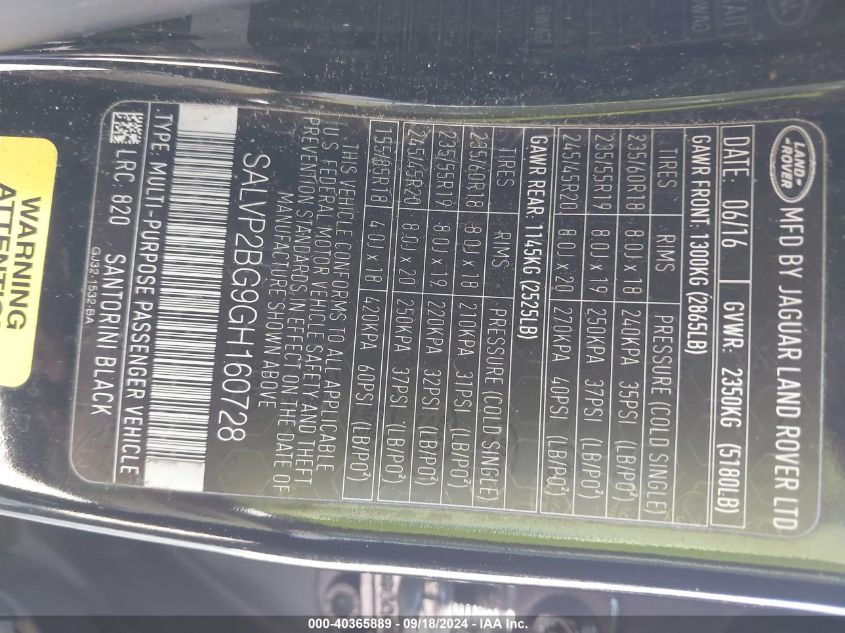 LAND-
-ROVER
MFD BY JAGUAR LAND ROVER LTD
DATE: 06/16 GVWR: 2350KG (5180LB)
GAWR FRONT: 1300KG (2865LB)
TIRES RIMS PRESSURE (COLD SINGLE)
235/60R18 8.0J x 18 240KPA 35PSI (LB/PO²)
235/55R19 8.0J x 19 250KPA 37PSI (LB/PO²)
245/45R20 8.0J x 20 270KPA 40PSI (LB/PO²)
GAWR REAR: 1145KG (2525LB)
TIRES RIMS PRESSURE (COLD SINGLE)
235/60R18 8.0J x 18 210KPA 31PSI (LB/PO²)
235/55R19 8.0J x 19 220KPA 32PSI (LB/PO²)
245/45R20 8.0J x 20 250KPA 37PSI (LB/PO²)
155/85R18 4.0J x 18 420KPA 60PSI (LB/PO²)
THIS VEHICLE CONFORMS TO ALL APPLICABLE
U.S. FEDERAL MOTOR VEHICLE SAFETY AND THEFT
PREVENTION STANDARDS IN EFFECT ON THE DATE OF
MANUFACTURE SHOWN ABOVE
SALVP2BG9GH160728
TYPE: MULTI-PURPOSE PASSENGER VEHICLE
LRC: 820 SANTORINI BLACK
GJ32-1532-BA
WARNING
000-40365889 - 09/18/2024 - IAA Inc.